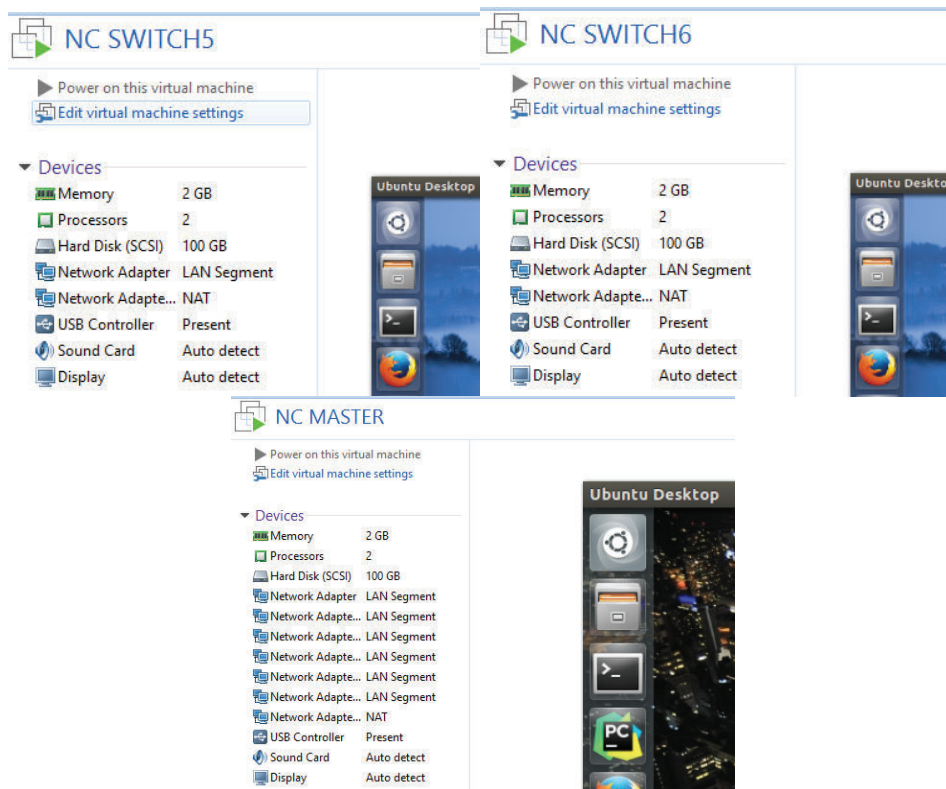 NC SWITCH5
Power on this virtual machine
Edit virtual machine settings
Devices
Memory 2 GB
Processors 2
Hard Disk (SCSI) 100 GB
Network Adapter LAN Segment
Network Adapte... NAT
USB Controller Present
Sound Card Auto detect
Display Auto detect
Ubuntu Desktop
NC SWITCH6
Power on this virtual machine
Edit virtual machine settings
Devices
Memory 2 GB
Processors 2
Hard Disk (SCSI) 100 GB
Network Adapter LAN Segment
Network Adapte... NAT
USB Controller Present
Sound Card Auto detect
Display Auto detect
Ubuntu Deskto
NC MASTER
Power on this virtual machine
Edit virtual machine settings
Devices
Memory 2 GB
Processors 2
Hard Disk (SCSI) 100 GB
Network Adapter LAN Segment
Network Adapte... LAN Segment
Network Adapte... LAN Segment
Network Adapte... LAN Segment
Network Adapte... LAN Segment
Network Adapte... LAN Segment
Network Adapte... NAT
USB Controller Present
Sound Card Auto detect
Display Auto detect
Ubuntu Desktop
PC